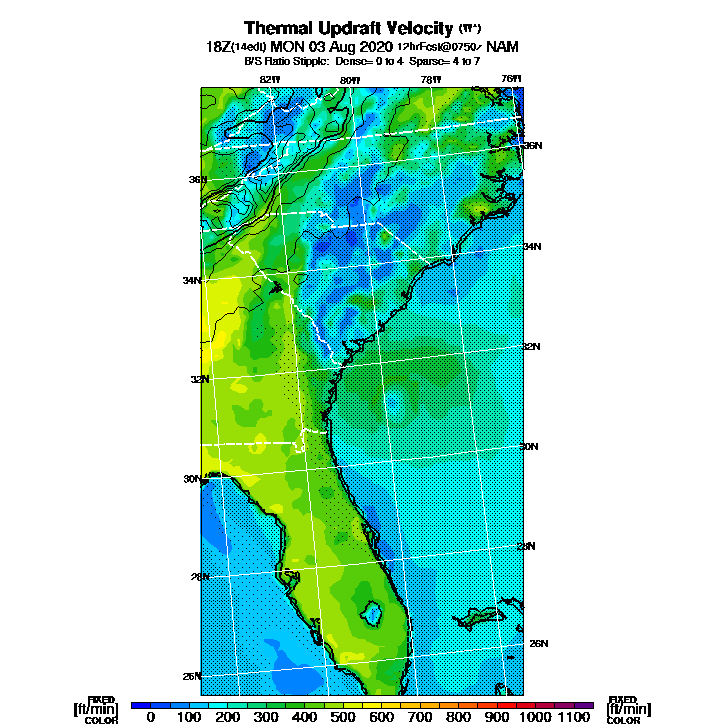 Thermal Updraft Velocity (W*)
18Z(14edt) MON 03 Aug 2020 12hrFcst@0750z NAM
B/S Ratio Stipple: Dense= 0 to 4 Sparse= 4 to 7
82W 80W 78W 76W
36N
36N
34N
34N
32N
32N
30N
30N
28N
28N
26N
26N
FIXED
[ft/min]
COLOR
0 100 200 300 400 500 600 700 800 900 1000 1100
FIXED
[ft/min]
COLOR